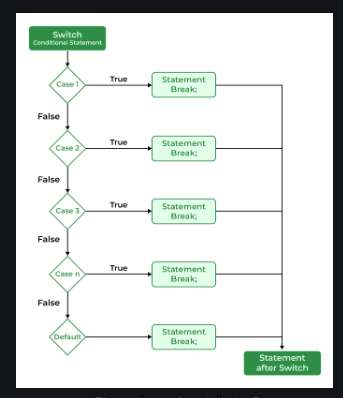 Switch
Conditional Statement
Case 1
True
Statement
Break;
False
Case 2
True
Statement
Break;
False
Case 3
True
Statement
Break;
False
Case n
True
Statement
Break;
False
Default
Statement
Break;
Statement
after Switch